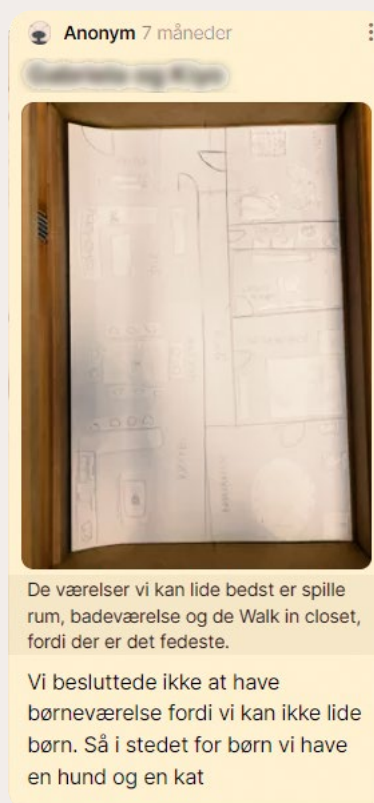 Anonym 7 måneder
De værelser vi kan lide bedst er spille
rum, badeværelse og de Walk in closet,
fordi der er det fedeste.
Vi besluttede ikke at have
børneværelse fordi vi kan ikke lide
børn. Så i stedet for børn vi have
en hund og en kat